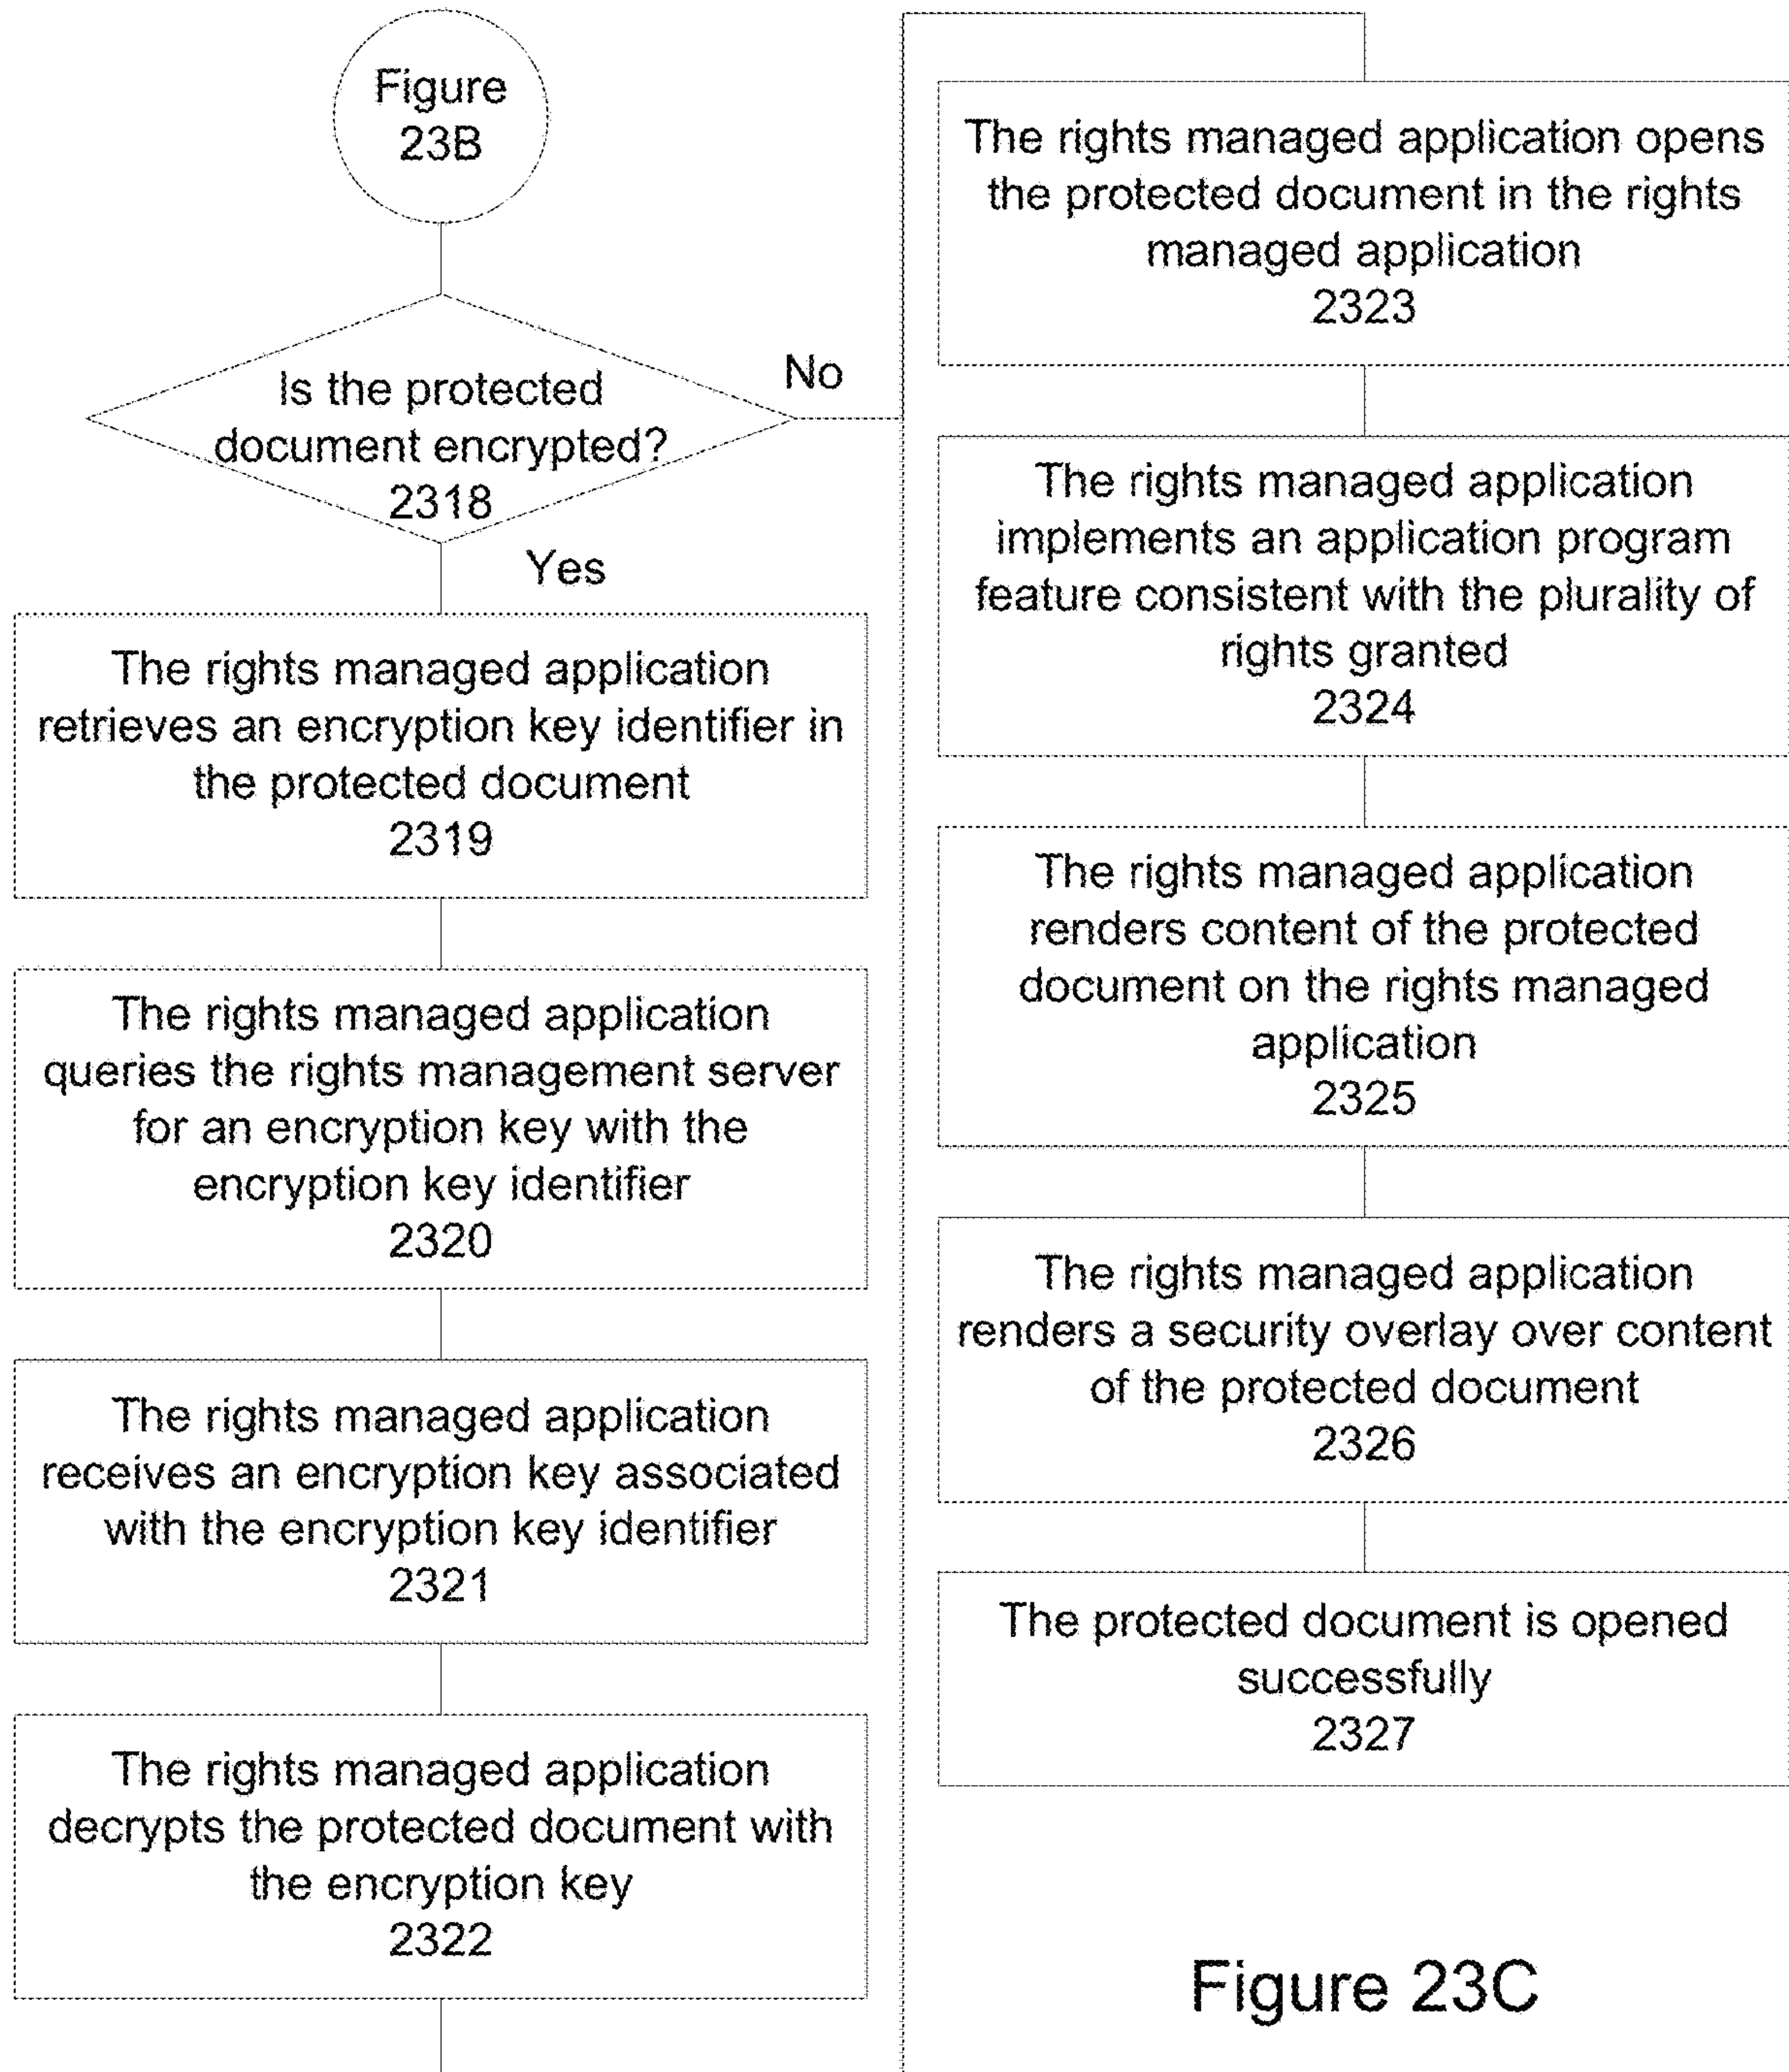 Figure
23B
Is the protected
document encrypted?
2318
No
Yes
The rights managed application
retrieves an encryption key identifier in
the protected document
2319
The rights managed application
queries the rights management server
for an encryption key with the
encryption key identifier
2320
The rights managed application
receives an encryption key associated
with the encryption key identifier
2321
The rights managed application
decrypts the protected document with
the encryption key
2322
The rights managed application opens
the protected document in the rights
managed application
2323
The rights managed application
implements an application program
feature consistent with the plurality of
rights granted
2324
The rights managed application
renders content of the protected
document on the rights managed
application
2325
The rights managed application
renders a security overlay over content
of the protected document
2326
The protected document is opened
successfully
2327
Figure 23C